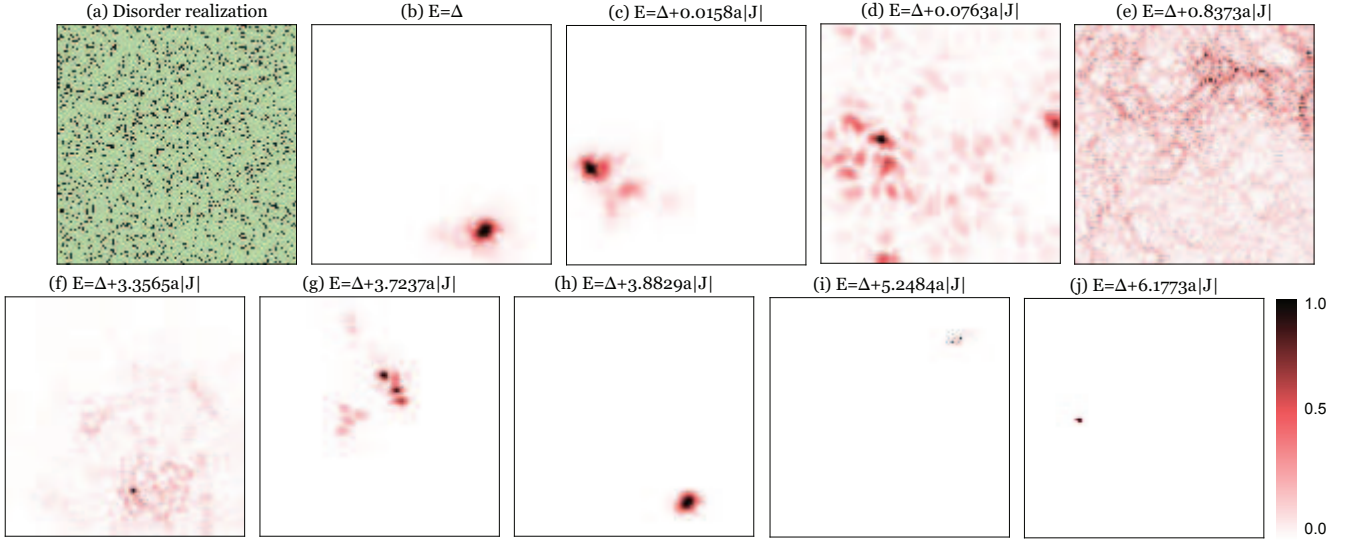 (a) Disorder realization
(b) E=Δ
(c) E=Δ+0.0158a|J|
(d) E=Δ+0.0763a|J|
(e) E=Δ+0.8373a|J|
(f) E=Δ+3.3565a|J|
(g) E=Δ+3.7237a|J|
(h) E=Δ+3.8829a|J|
(i) E=Δ+5.2484a|J|
(j) E=Δ+6.1773a|J|
1.0
0.5
0.0